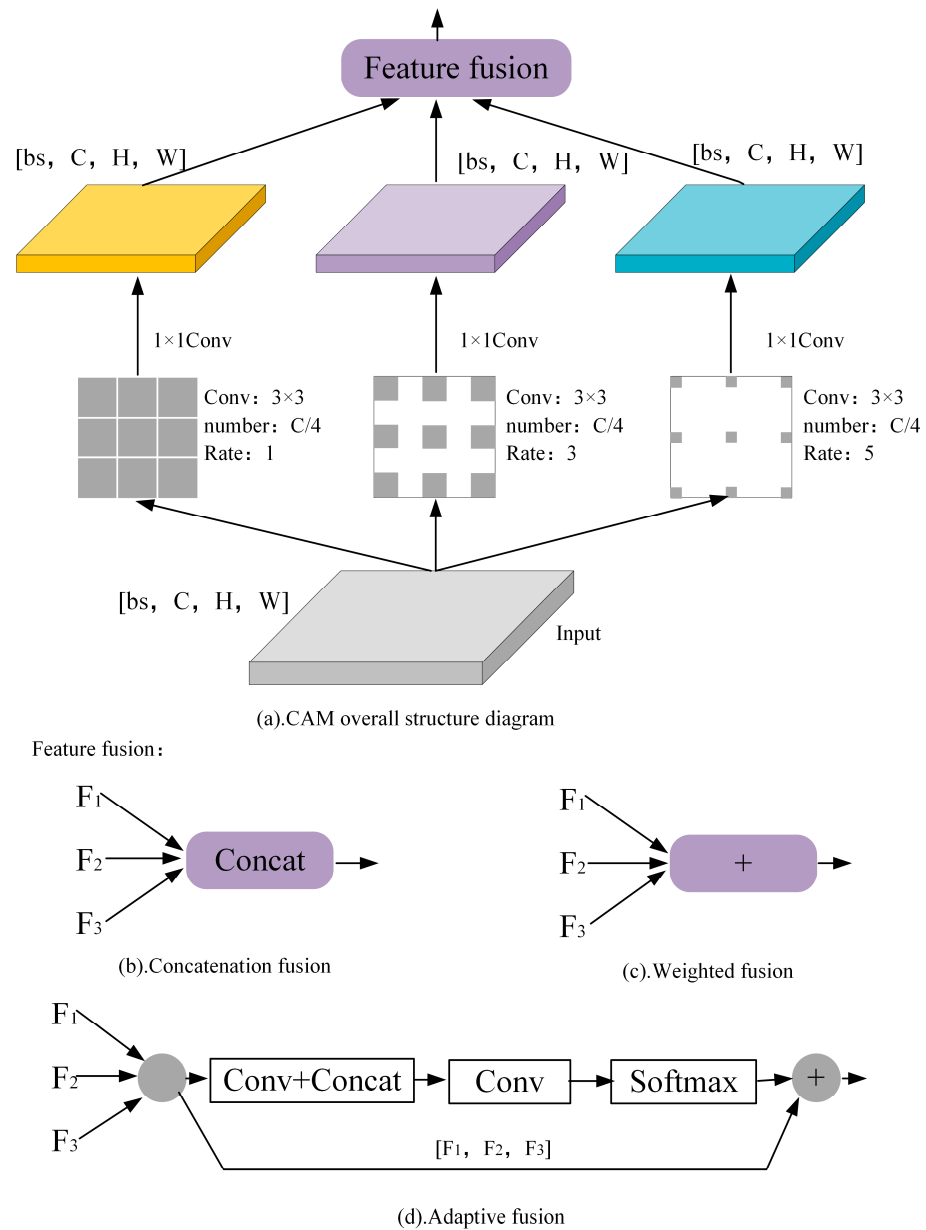 Feature fusion
[bs, C, H, W]
[bs, C, H, W]
[bs, C, H, W]
1×1Conv
1×1Conv
1×1Conv
Conv: 3×3
number: C/4
Rate: 1
Conv: 3×3
number: C/4
Rate: 3
Conv: 3×3
number: C/4
Rate: 5
[bs, C, H, W]
Input
(a).CAM overall structure diagram
Feature fusion:
F1
F2
F3
Concat
(b).Concatenation fusion
F1
F2
F3
+
(c).Weighted fusion
F1
F2
F3
Conv+Concat
Conv
Softmax
+
[F1, F2, F3]
(d).Adaptive fusion